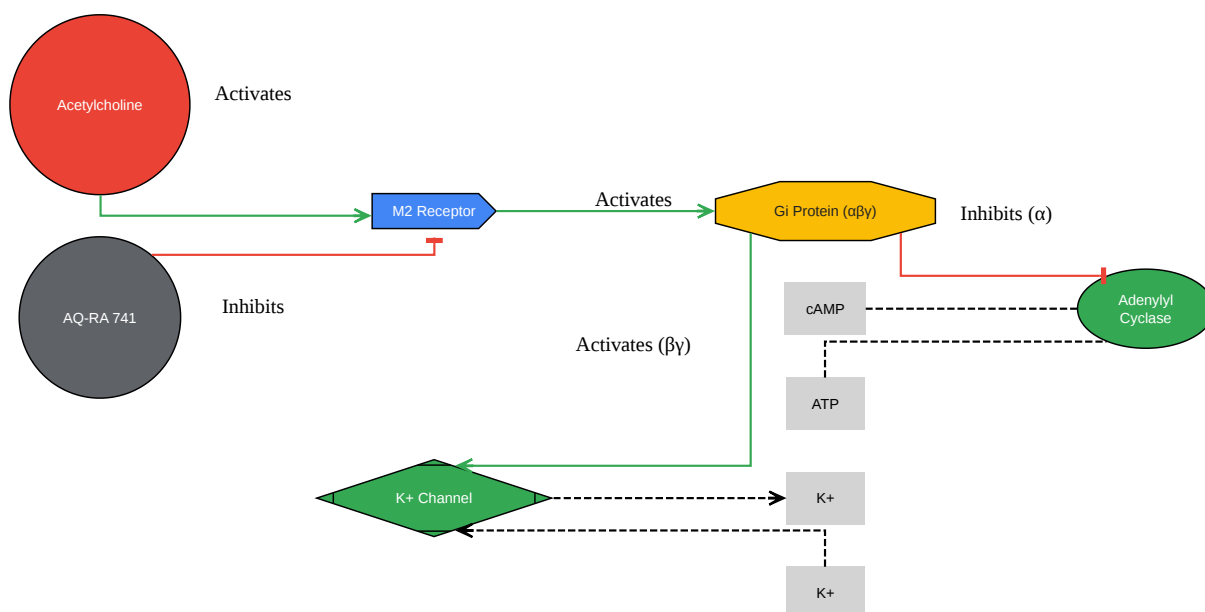 Acetylcholine
Activates
M2 Receptor
Activates
Gi Protein (αβγ)
Inhibits (α)
AQ-RA 741
Inhibits
cAMP
Adenylyl
Cyclase
Activates (βγ)
ATP
K+ Channel
K+
K+